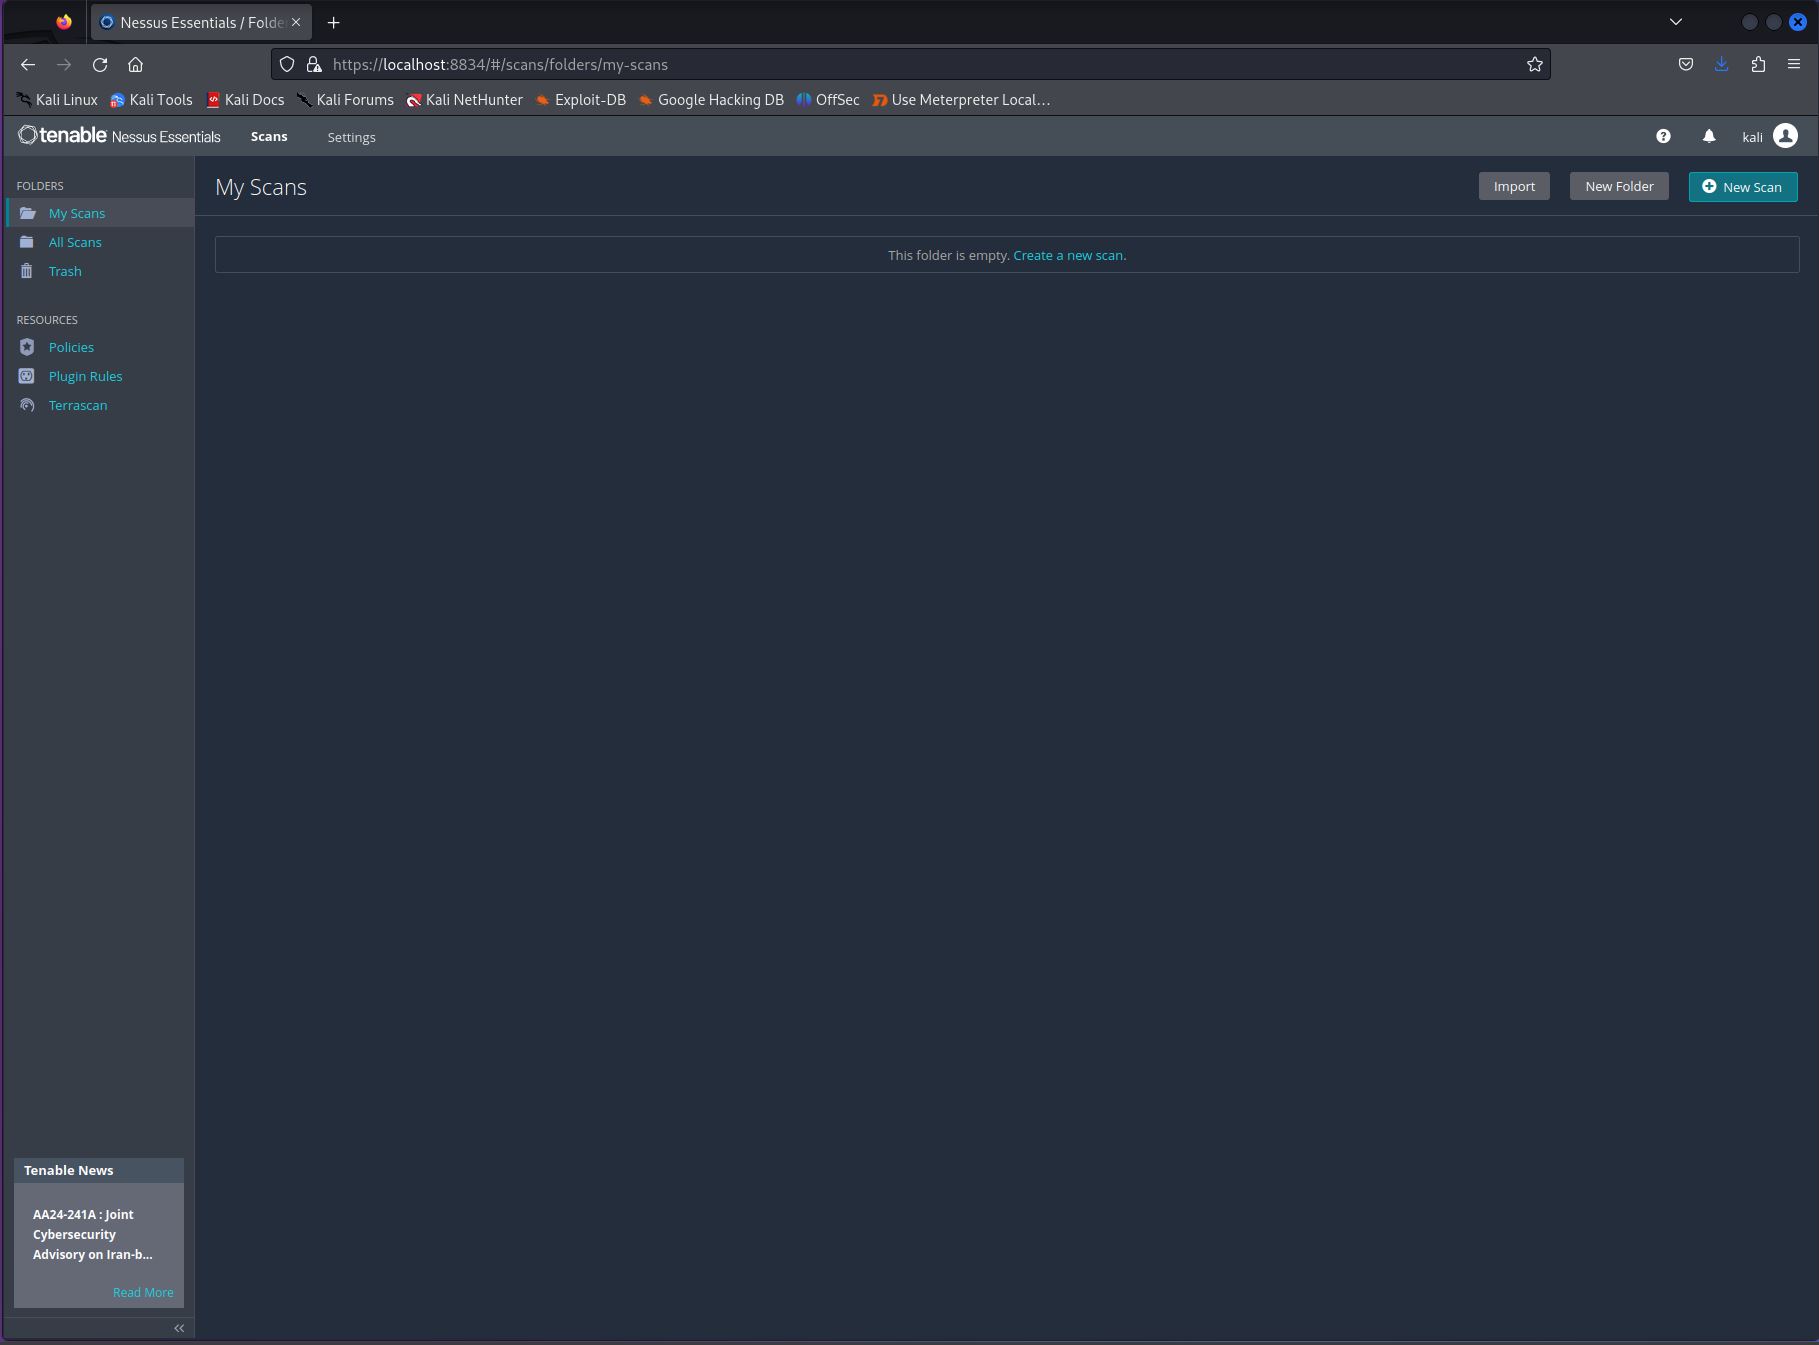 Nessus Essentials / Folde
https://localhost:8834/#/scans/folders/my-scans
Kali Linux Kali Tools Kali Docs Kali Forums Kali NetHunter Exploit-DB Google Hacking DB OffSec Use Meterpreter Local…
tenable Nessus Essentials Scans Settings kali
FOLDERS
My Scans
All Scans
Trash
RESOURCES
Policies
Plugin Rules
Terrascan
Tenable News
AA24-241A : Joint
Cybersecurity
Advisory on Iran-b...
Read More
My Scans Import New Folder New Scan
This folder is empty. Create a new scan.